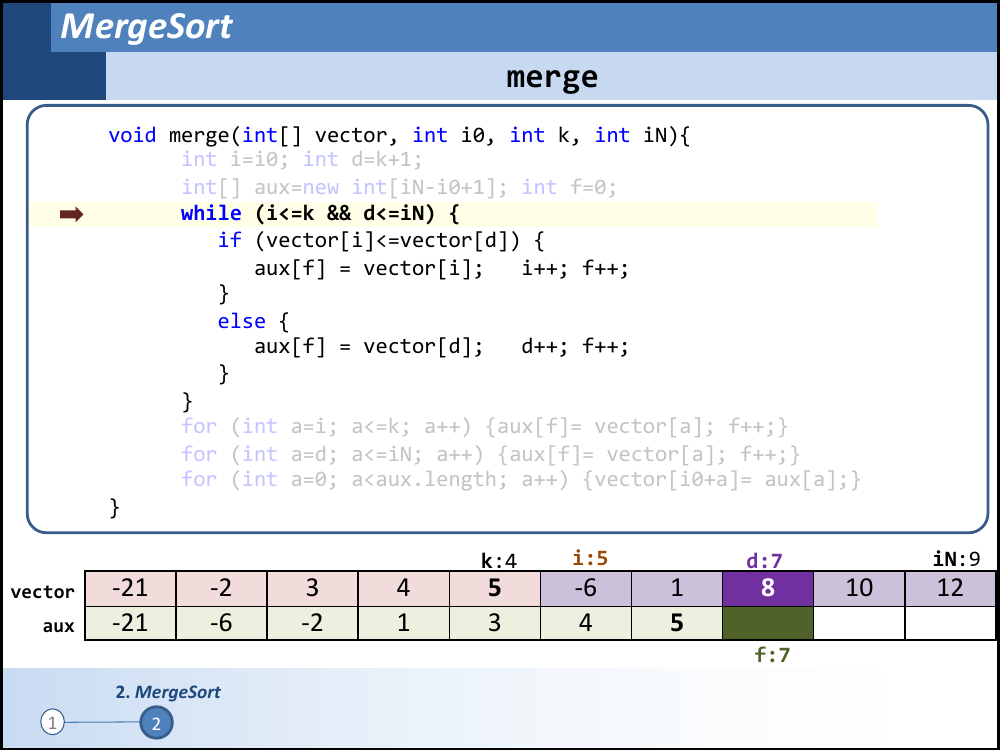 MergeSort
merge
void merge(int[] vector, int i0, int k, int iN){
int i=i0; int d=k+1;
int[] aux=new int[iN-i0+1]; int f=0;
while (i<=k && d<=iN) {
if (vector[i]<=vector[d]) {
aux[f] = vector[i];   i++; f++;
}
else {
aux[f] = vector[d];   d++; f++;
}
}
for (int a=i; a<=k; a++) {aux[f]= vector[a]; f++;}
for (int a=d; a<=iN; a++) {aux[f]= vector[a]; f++;}
for (int a=0; a<aux.length; a++) {vector[i0+a]= aux[a];}
}
k:4 i:5 d:7 iN:9
vector -21 -2 3 4 5 -6 1 8 10 12
aux -21 -6 -2 1 3 4 5
f:7
2. MergeSort
1 2